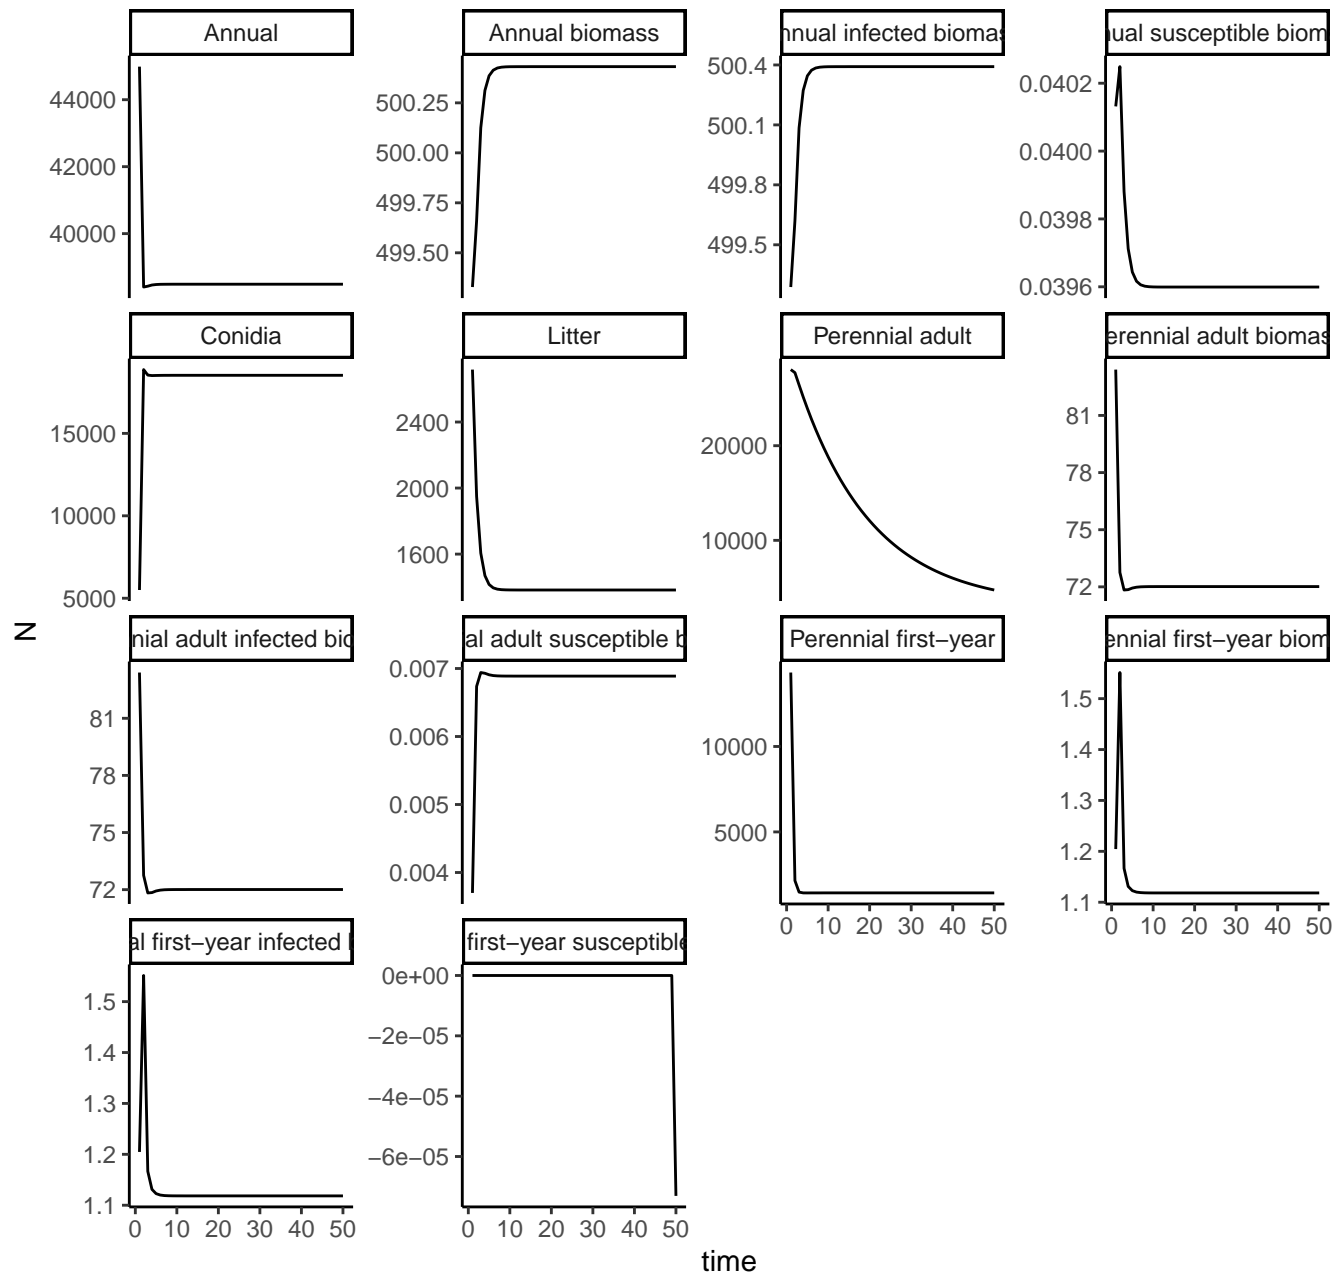 Annual
Annual biomass
nnual infected biomas
ual susceptible biom
44000
42000
40000
500.25
500.00
499.75
499.50
500.4
500.1
499.8
499.5
0.0402
0.0400
0.0398
0.0396
Conidia
Litter
Perennial adult
erennial adult biomas
15000
10000
5000
2400
2000
1600
20000
10000
81
78
75
72
N
nial adult infected bio
al adult susceptible b
Perennial first−year
ennial first−year biom
81
78
75
72
0.007
0.006
0.005
0.004
10000
5000
0 10 20 30 40 50
1.5
1.4
1.3
1.2
1.1
0 10 20 30 40 50
al first−year infected
first−year susceptible
1.5
1.4
1.3
1.2
1.1
0 10 20 30 40 50
0e+00
−2e−05
−4e−05
−6e−05
0 10 20 30 40 50
time